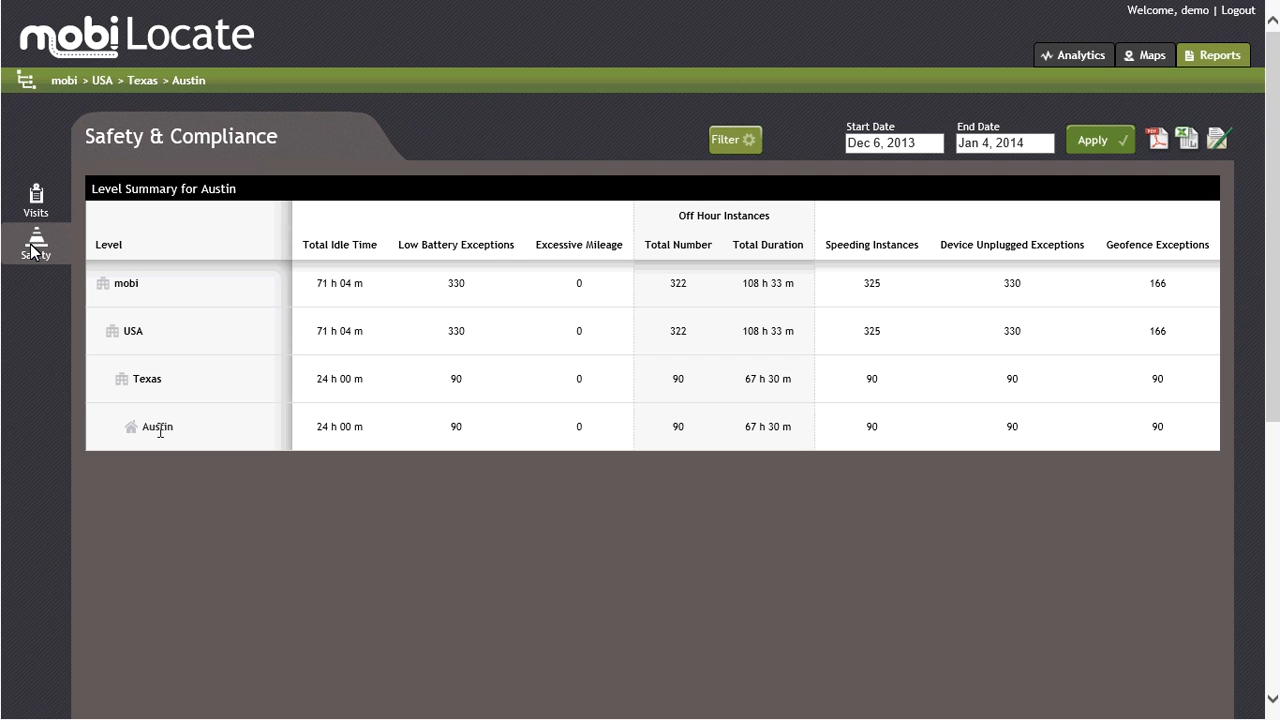 Welcome, demo | Logout
mobi Locate
Analytics Maps Reports
mobi > USA > Texas > Austin
Safety & Compliance
Filter
Start Date
Dec 6, 2013
End Date
Jan 4, 2014
Apply
PDF
Visits
Safety
Level Summary for Austin
Off Hour Instances
Level Total Idle Time Low Battery Exceptions Excessive Mileage Total Number Total Duration Speeding Instances Device Unplugged Exceptions Geofence Exceptions
mobi 71 h 04 m 330 0 322 108 h 33 m 325 330 166
USA 71 h 04 m 330 0 322 108 h 33 m 325 330 166
Texas 24 h 00 m 90 0 90 67 h 30 m 90 90 90
Austin 24 h 00 m 90 0 90 67 h 30 m 90 90 90